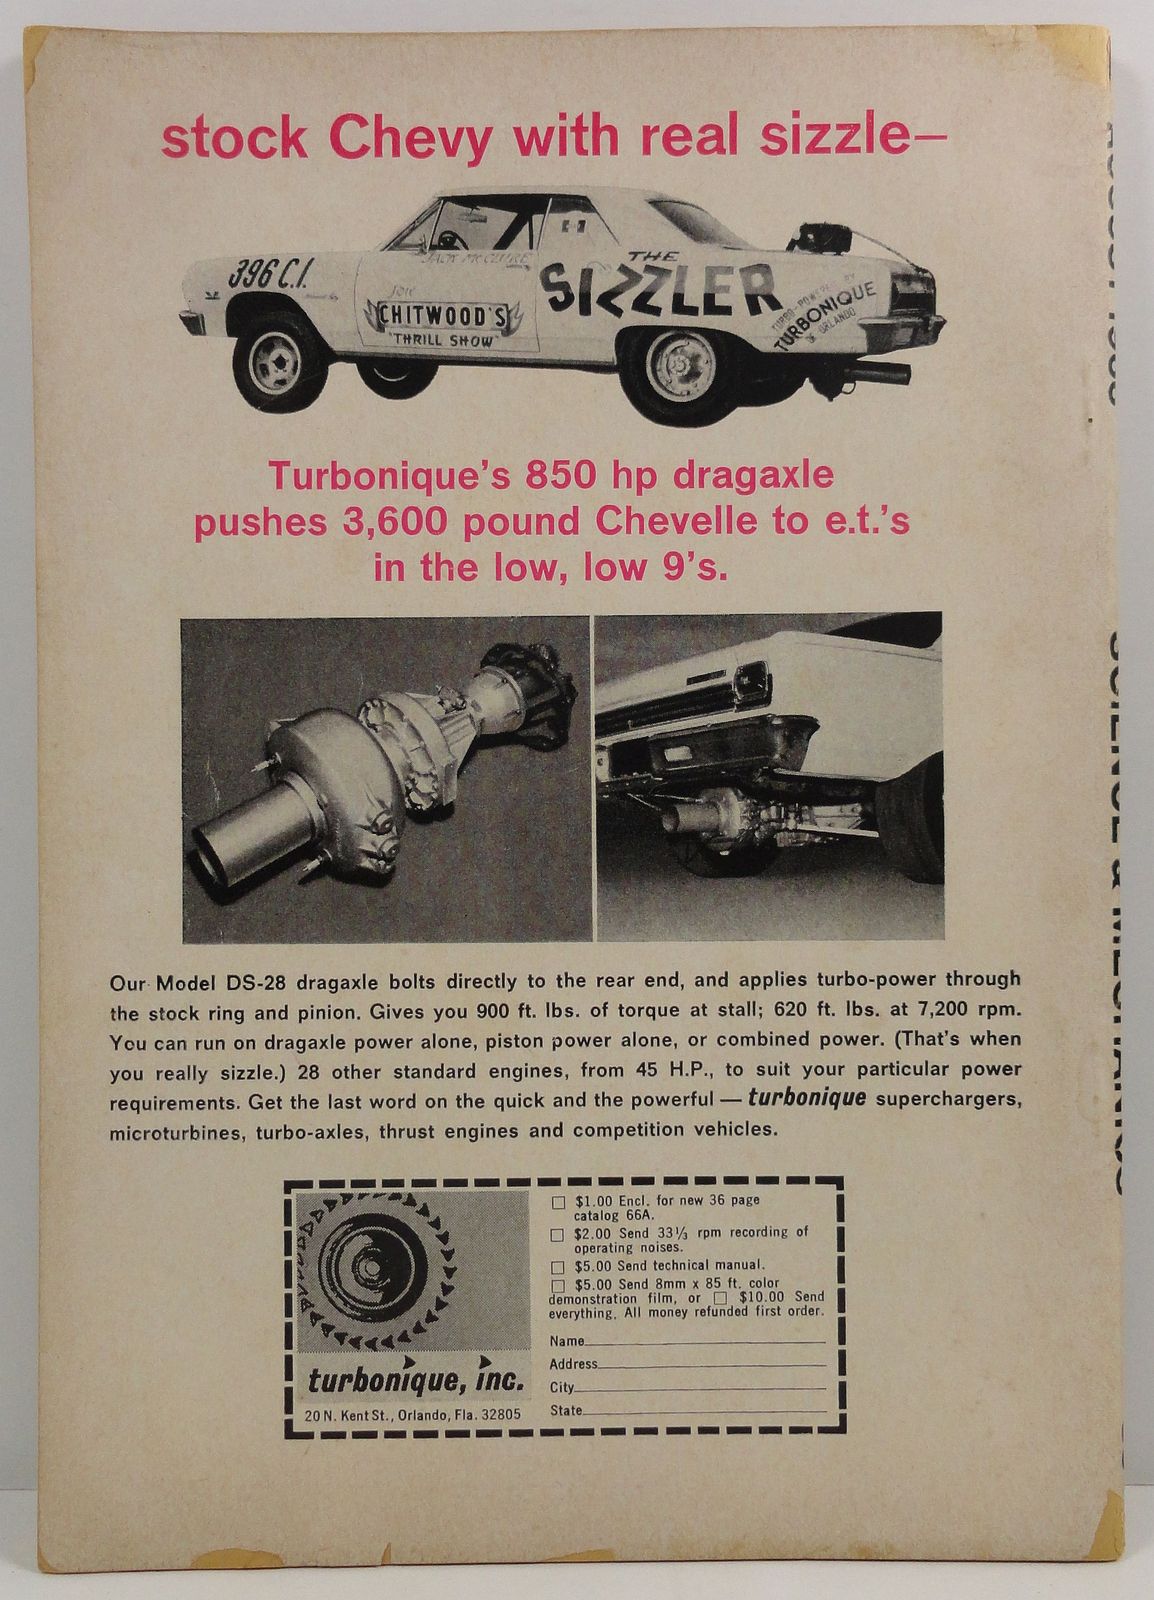 stock Chevy with real sizzle—
396 C.I.
JACK McCLURE
JOIE
CHITWOOD'S
"THRILL SHOW"
THE
SIZZLER
TURBO-POWERED BY
TURBONIQUE
ORLANDO
Turbonique's 850 hp dragaxle
pushes 3,600 pound Chevelle to e.t.'s
in the low, low 9's.
Our Model DS-28 dragaxle bolts directly to the rear end, and applies turbo-power through
the stock ring and pinion. Gives you 900 ft. lbs. of torque at stall; 620 ft. lbs. at 7,200 rpm.
You can run on dragaxle power alone, piston power alone, or combined power. (That's when
you really sizzle.) 28 other standard engines, from 45 H.P., to suit your particular power
requirements. Get the last word on the quick and the powerful — turbonique superchargers,
microturbines, turbo-axles, thrust engines and competition vehicles.
turbonique, inc.
20 N. Kent St., Orlando, Fla. 32805
☐ $1.00 Encl. for new 36 page
catalog 66A.
☐ $2.00 Send 33⅓ rpm recording of
operating noises.
☐ $5.00 Send technical manual.
☐ $5.00 Send 8mm x 85 ft. color
demonstration film, or ☐ $10.00 Send
everything. All money refunded first order.
Name
Address
City
State